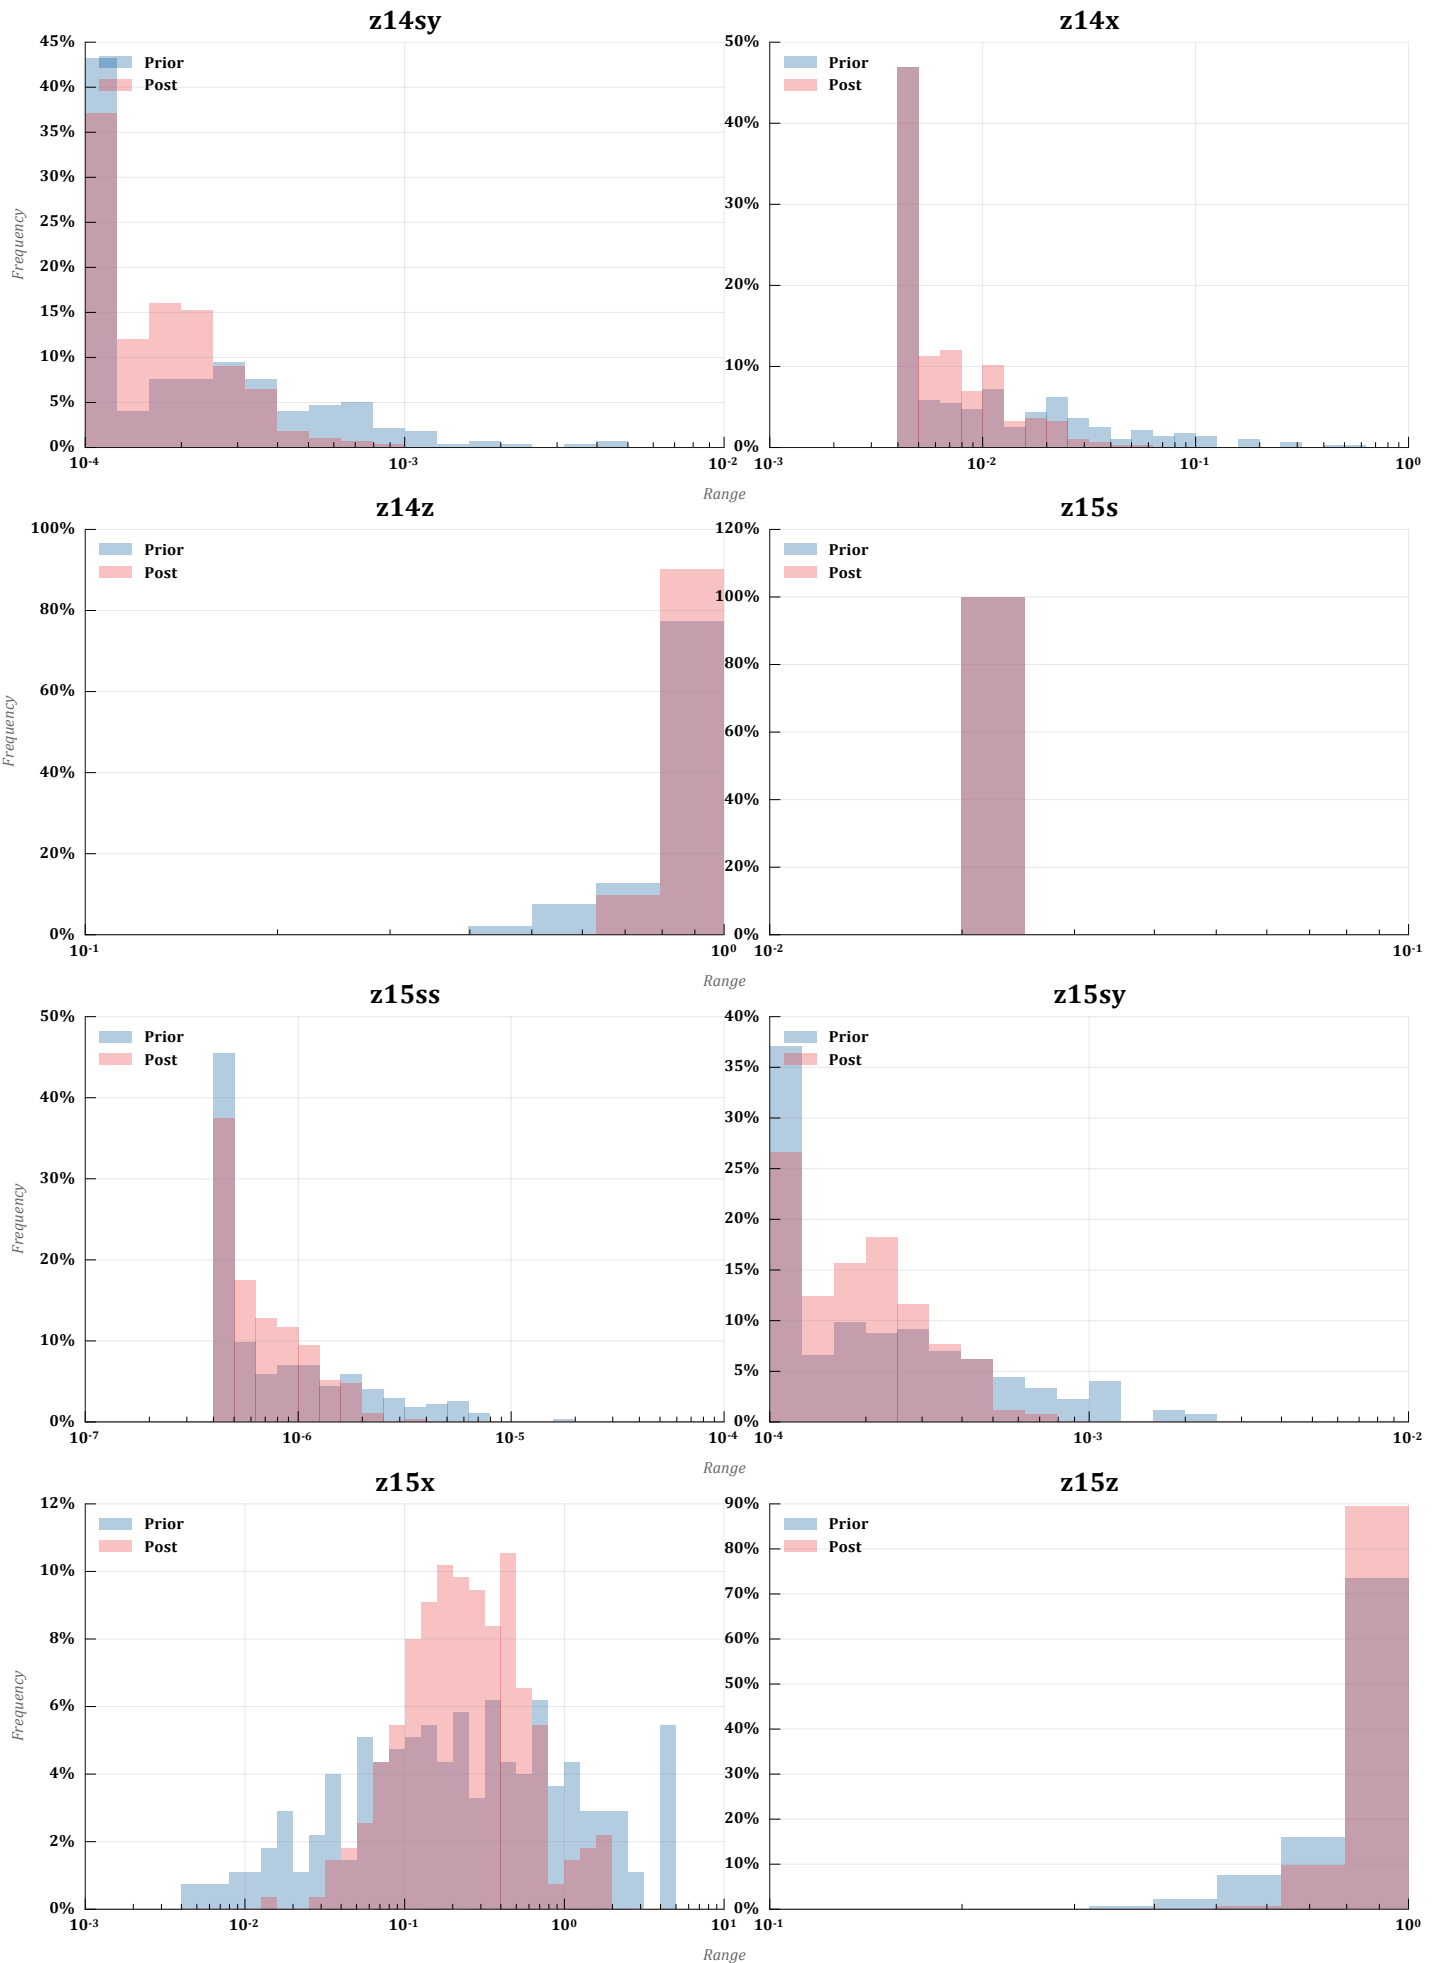 z14sy
45%
40%
35%
30%
25%
20%
15%
10%
5%
0%
Frequency
Prior
Post
10-4 10-3 10-2
z14x
50%
40%
30%
20%
10%
0%
Prior
Post
10-3 10-2 10-1 100
Range
z14z
100%
80%
60%
40%
20%
0%
Frequency
Prior
Post
10-1 100
z15s
120%
100%
80%
60%
40%
20%
0%
Prior
Post
10-2 10-1
Range
z15ss
50%
40%
30%
20%
10%
0%
Frequency
Prior
Post
10-7 10-6 10-5 10-4
z15sy
40%
35%
30%
25%
20%
15%
10%
5%
0%
Prior
Post
10-4 10-3 10-2
Range
z15x
12%
10%
8%
6%
4%
2%
0%
Frequency
Prior
Post
10-3 10-2 10-1 100 101
z15z
90%
80%
70%
60%
50%
40%
30%
20%
10%
0%
Prior
Post
10-1 100
Range